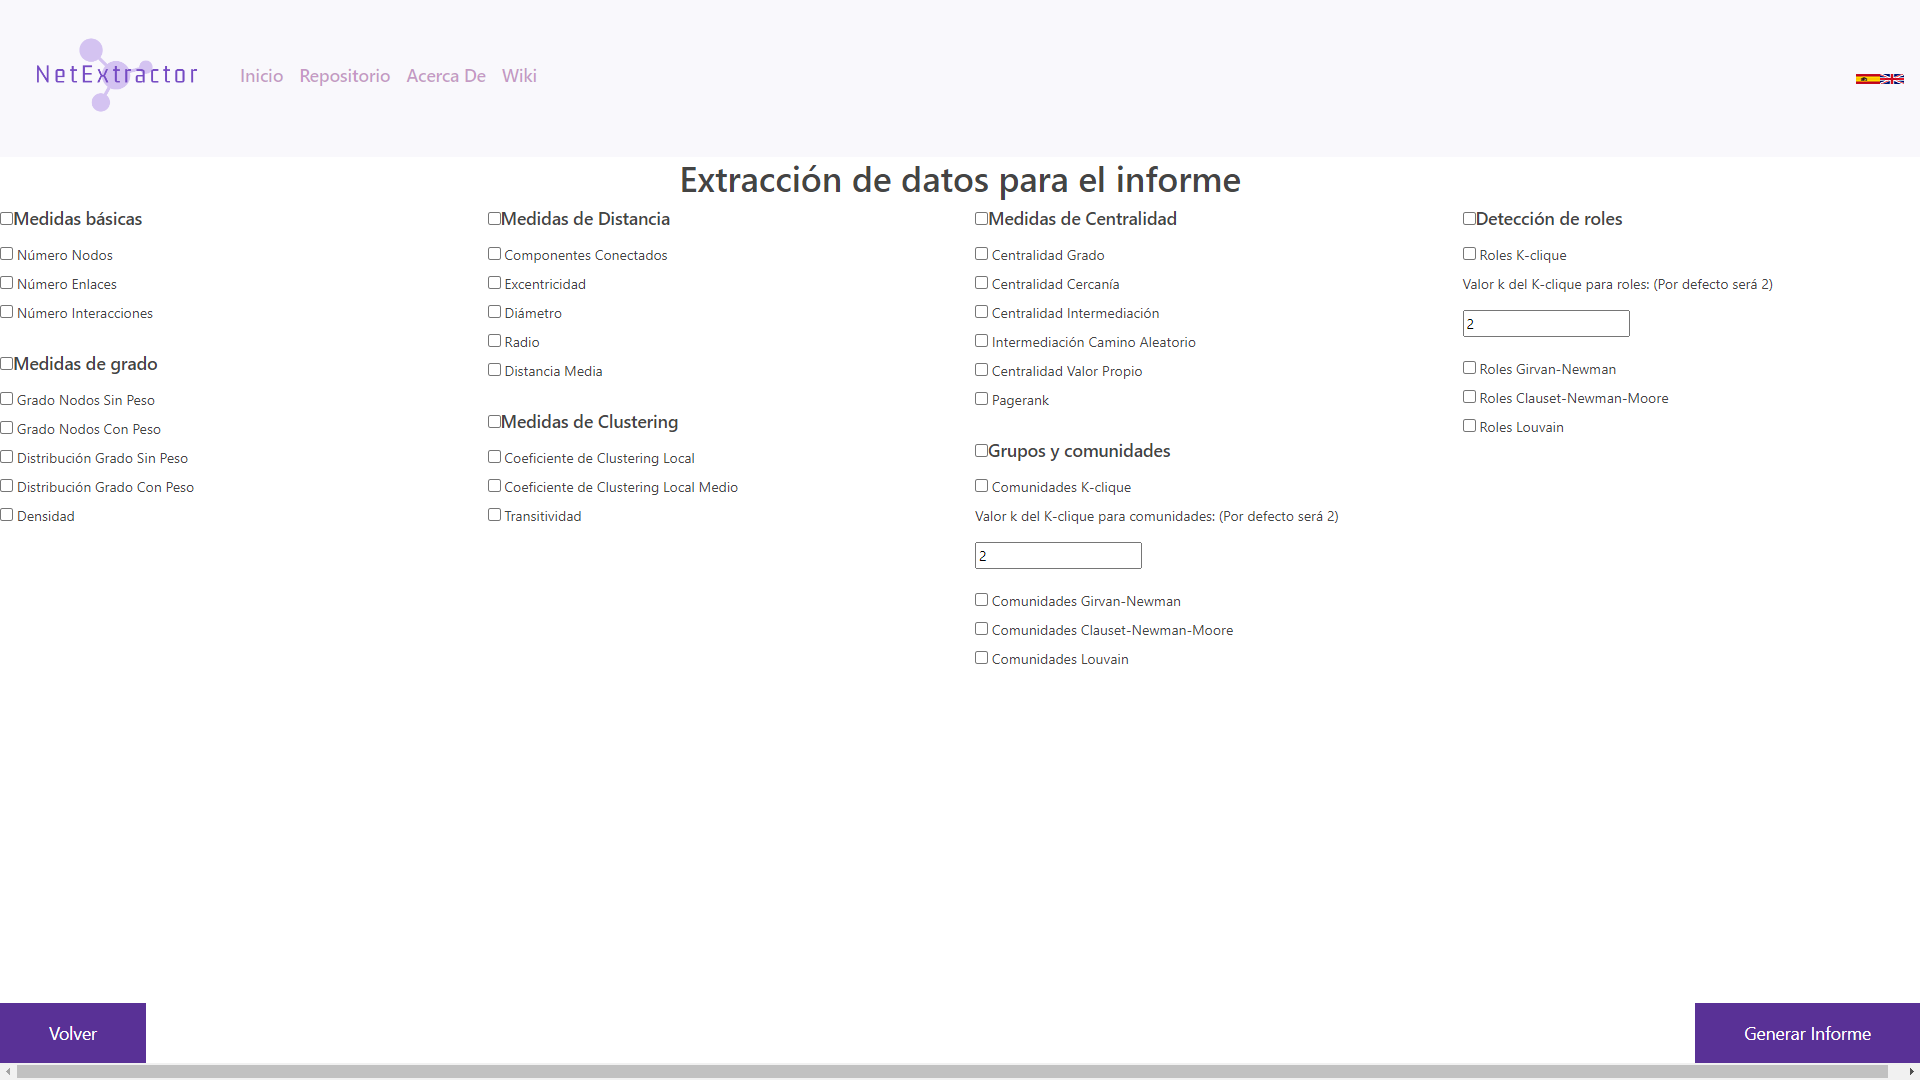 NetExtractor
Inicio Repositorio Acerca De Wiki
Extracción de datos para el informe
Medidas básicas
Número Nodos
Número Enlaces
Número Interacciones
Medidas de grado
Grado Nodos Sin Peso
Grado Nodos Con Peso
Distribución Grado Sin Peso
Distribución Grado Con Peso
Densidad
Medidas de Distancia
Componentes Conectados
Excentricidad
Diámetro
Radio
Distancia Media
Medidas de Clustering
Coeficiente de Clustering Local
Coeficiente de Clustering Local Medio
Transitividad
Medidas de Centralidad
Centralidad Grado
Centralidad Cercanía
Centralidad Intermediación
Intermediación Camino Aleatorio
Centralidad Valor Propio
Pagerank
Grupos y comunidades
Comunidades K-clique
Valor k del K-clique para comunidades: (Por defecto será 2)
2
Comunidades Girvan-Newman
Comunidades Clauset-Newman-Moore
Comunidades Louvain
Detección de roles
Roles K-clique
Valor k del K-clique para roles: (Por defecto será 2)
2
Roles Girvan-Newman
Roles Clauset-Newman-Moore
Roles Louvain
Volver
Generar Informe